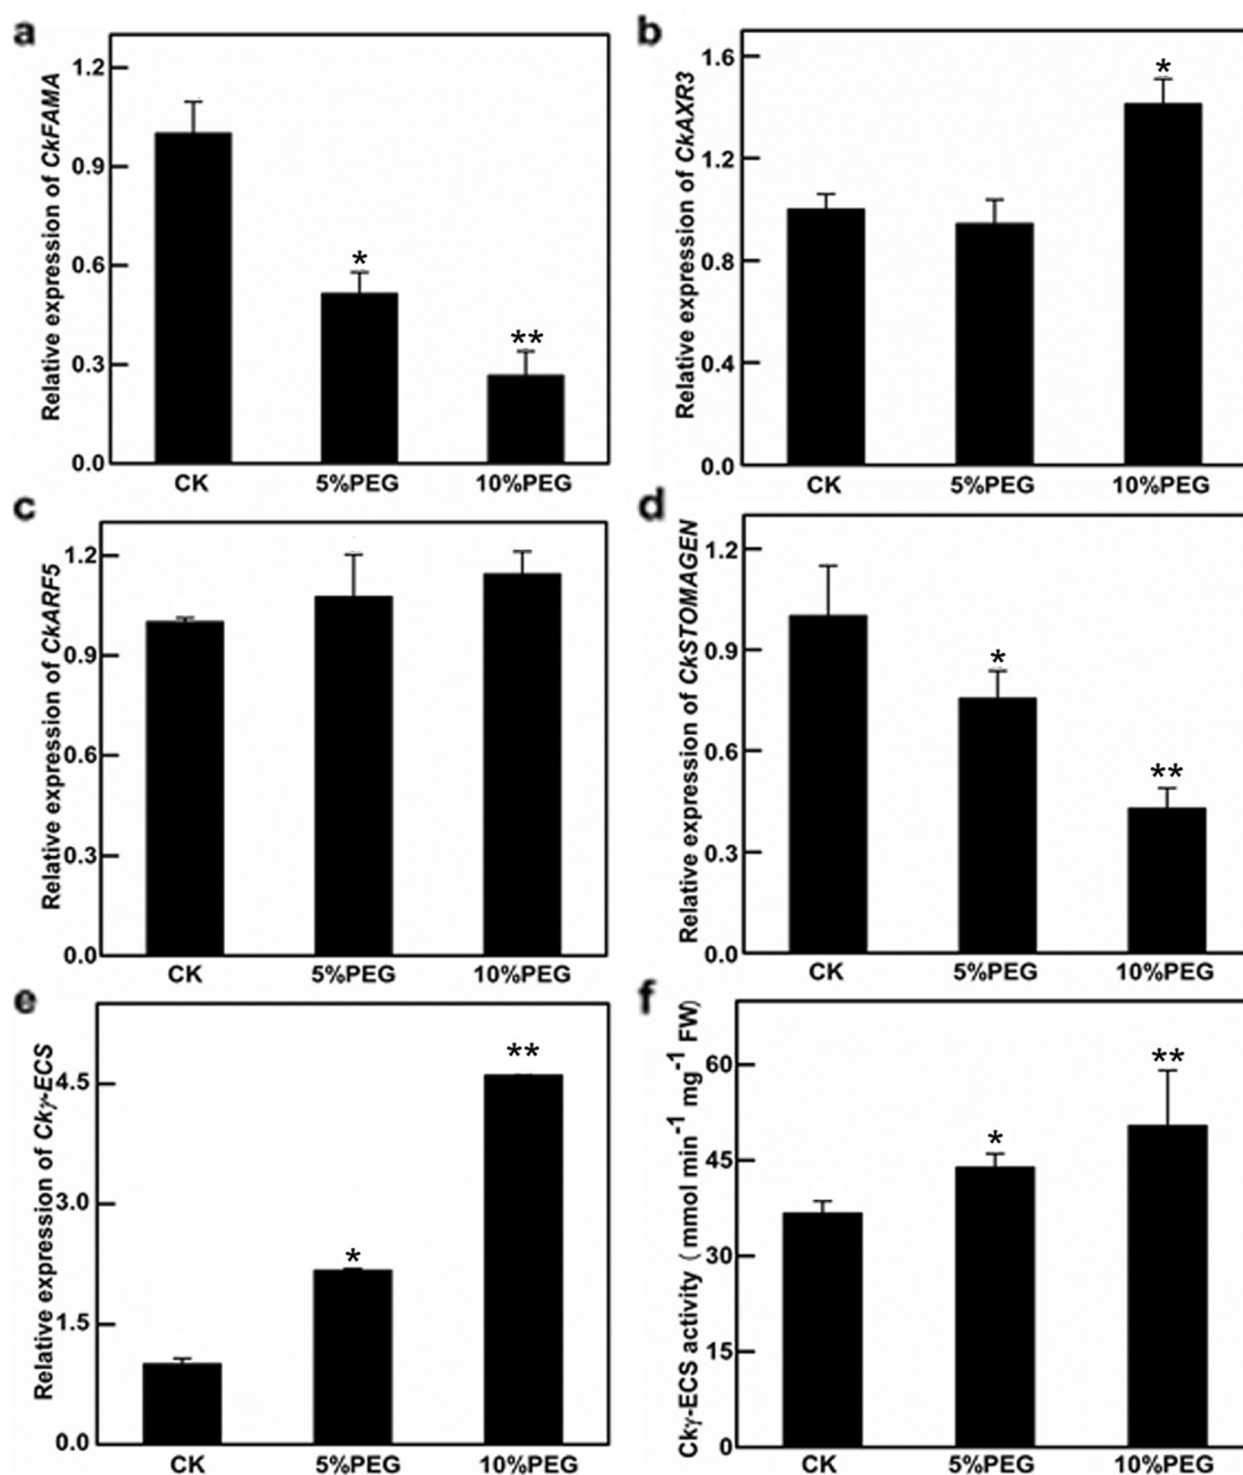 a
Relative expression of CkFAMA
1.2
0.9
0.6
0.3
0.0
*
**
CK 5%PEG 10%PEG
b
Relative expression of CkAXR3
1.6
1.2
0.8
0.4
0.0
*
CK 5%PEG 10%PEG
c
Relative expression of CkARF5
1.2
0.9
0.6
0.3
0.0
CK 5%PEG 10%PEG
d
Relative expression of CkSTOMAGEN
1.2
0.9
0.6
0.3
0.0
*
**
CK 5%PEG 10%PEG
e
Relative expression of Ckγ-ECS
4.5
3.0
1.5
0.0
*
**
CK 5%PEG 10%PEG
f
Ckγ-ECS activity ( mmol min⁻¹ mg⁻¹ FW)
60
45
30
15
0
*
**
CK 5%PEG 10%PEG